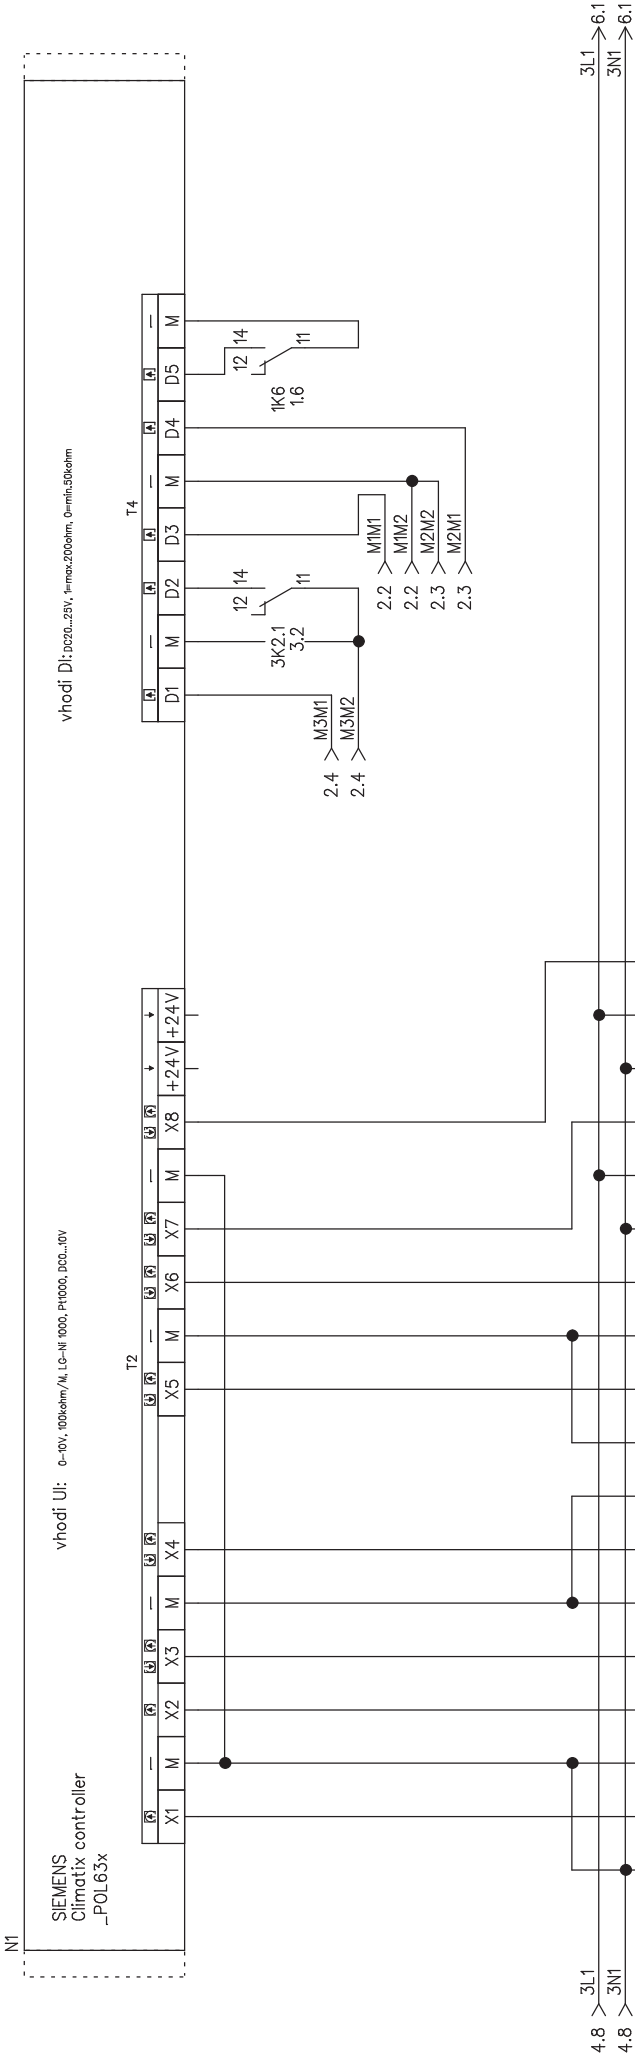 N1
SIEMENS
Climatix controller
_POL63x
vhodi UI: 0-10V, 100kohm/M, LG-Ni 1000, Pt1000, DC0...10V
vhodi DI: DC20...25V, 1=max.200ohm, 0=min.50kohm
T2
T4
X1 M X2 X3 M X4 X5 M X6 X7 M X8 +24V +24V
D1 M D2 D3 M D4 D5 M
12 14
11
3K2.1
3.2
12 14
11
1K6
1.6
2.4 M3M1
2.4 M3M2
2.2 M1M1
2.2 M1M2
2.3 M2M2
2.3 M2M1
4.8 3L1 3L1 6.1
4.8 3N1 3N1 6.1